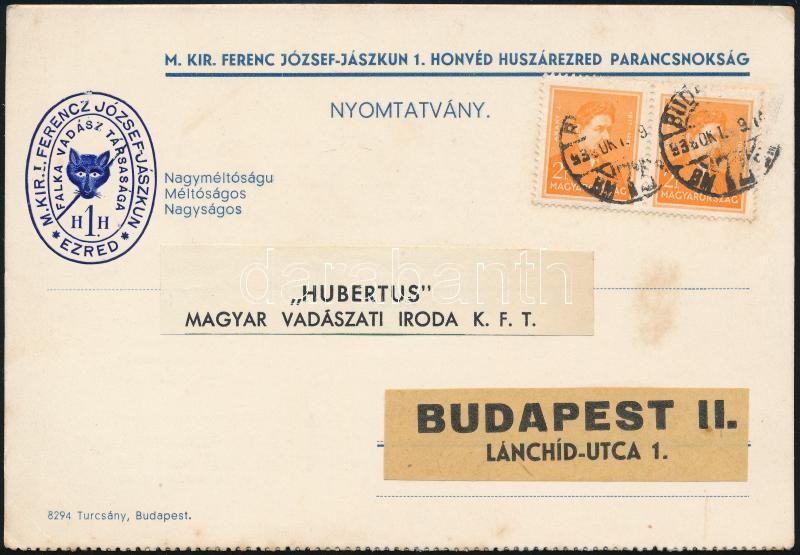 M. KIR. FERENC JÓZSEF-JÁSZKUN 1. HONVÉD HUSZÁREZRED PARANCSNOKSÁG
NYOMTATVÁNY.
M. KIR. I. FERENCZ JÓZSEF-JÁSZKUN
EZRED
FALKA VADÁSZ TÁRSASÁGA
H 1. H
Nagyméltóságu
Méltóságos
Nagyságos
MAGYARORSZÁG
MAGYARORSZÁG
darabanth
„HUBERTUS"
MAGYAR VADÁSZATI IRODA K. F. T.
BUDAPEST II.
LÁNCHÍD-UTCA 1.
8294 Turcsány, Budapest.